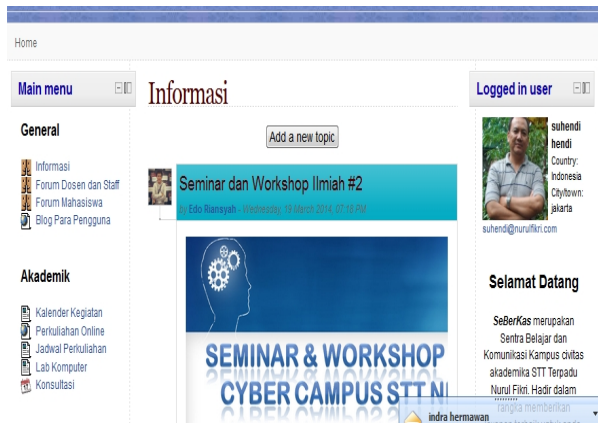 Home
Main menu
General
Informasi
Forum Dosen dan Staff
Forum Mahasiswa
Blog Para Pengguna
Akademik
Kalender Kegiatan
Perkuliahan Online
Jadwal Perkuliahan
Lab Komputer
Konsultasi
Informasi
Add a new topic
Seminar dan Workshop Ilmiah #2
by Edo Riansyah - Wednesday, 19 March 2014, 07:15 PM
SEMINAR & WORKSHOP
CYBER CAMPUS STT N
Logged in user
suhendi
hendi
Country:
Indonesia
City/town:
jakarta
suhendi@nurulfikri.com
Selamat Datang
SeBerKas merupakan
Sentra Belajar dan
Komunikasi Kampus civitas
akademika STT Terpadu
Nurul Fikri. Hadir dalam
rangka memberikan
indra hermawan